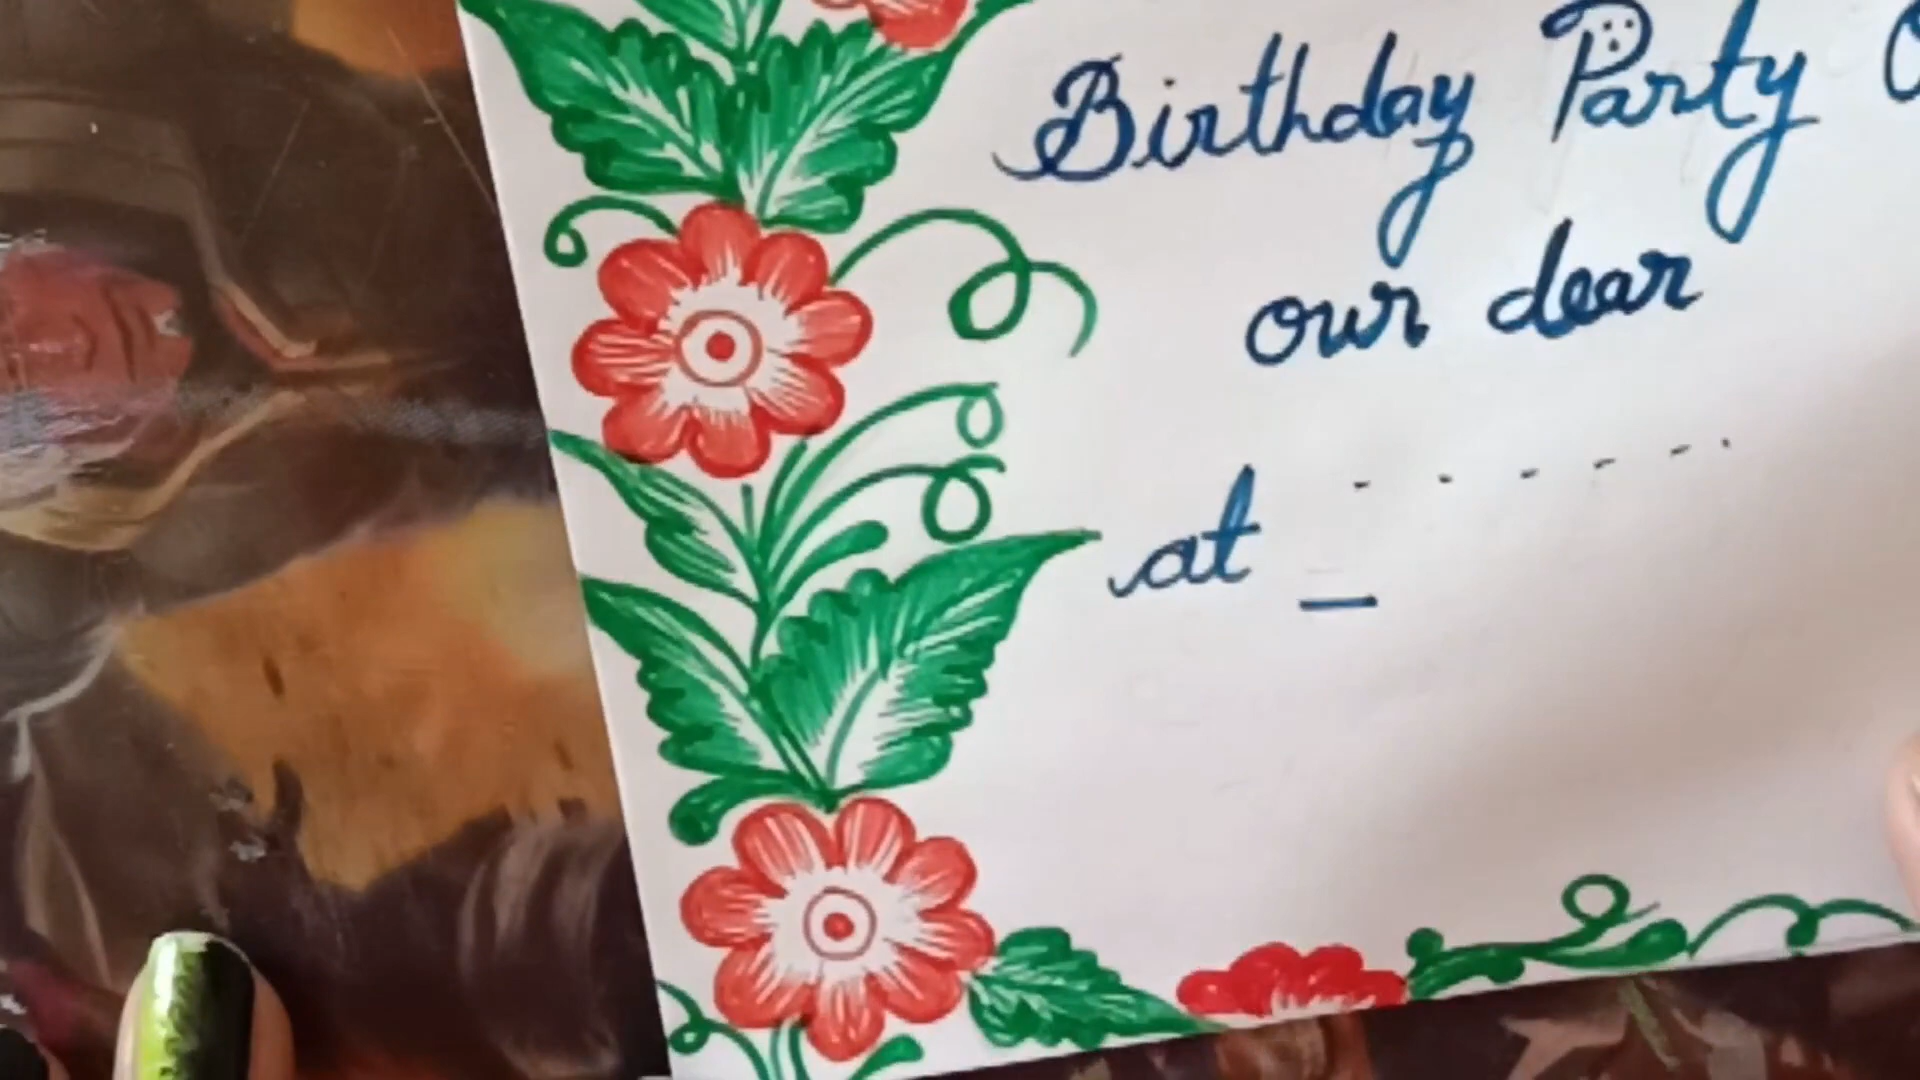 Birthday Party
our dear
- - - - - .
at _